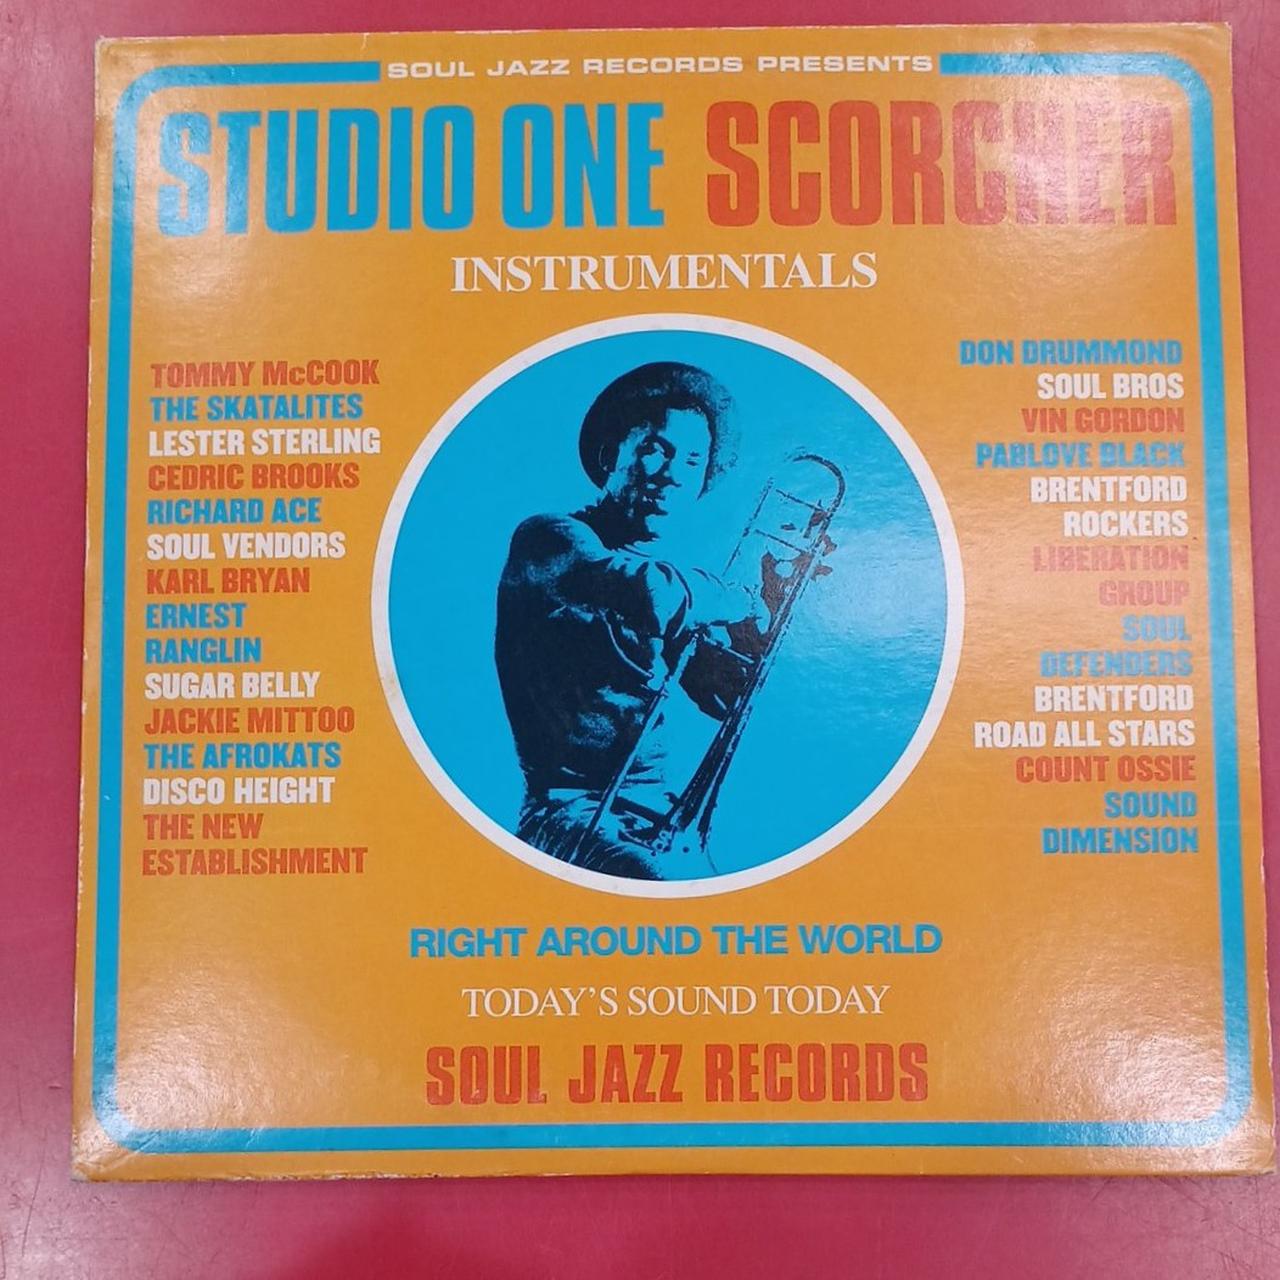 SOUL JAZZ RECORDS PRESENTS
STUDIO ONE SCORCHER
INSTRUMENTALS
TOMMY McCOOK
THE SKATALITES
LESTER STERLING
CEDRIC BROOKS
RICHARD ACE
SOUL VENDORS
KARL BRYAN
ERNEST
RANGLIN
SUGAR BELLY
JACKIE MITTOO
THE AFROKATS
DISCO HEIGHT
THE NEW
ESTABLISHMENT
DON DRUMMOND
SOUL BROS
VIN GORDON
PABLOVE BLACK
BRENTFORD
ROCKERS
LIBERATION
GROUP
SOUL
DEFENDERS
BRENTFORD
ROAD ALL STARS
COUNT OSSIE
SOUND
DIMENSION
RIGHT AROUND THE WORLD
TODAY'S SOUND TODAY
SOUL JAZZ RECORDS